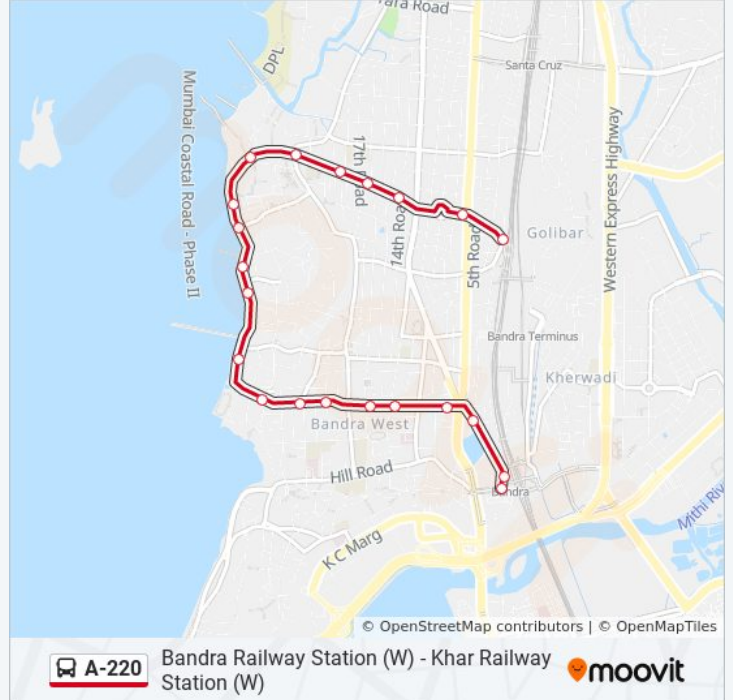 Tara Road
DPL
Santa Cruz
Mumbai Coastal Road - Phase II
17th Road
14th Road
5th Road
Western Express Highway
Golibar
Bandra Terminus
Kherwadi
Bandra West
Hill Road
Bandra
K C Marg
Mithi Riv
© OpenStreetMap contributors | © OpenMapTiles
A-220
Bandra Railway Station (W) - Khar Railway
Station (W)
moovit